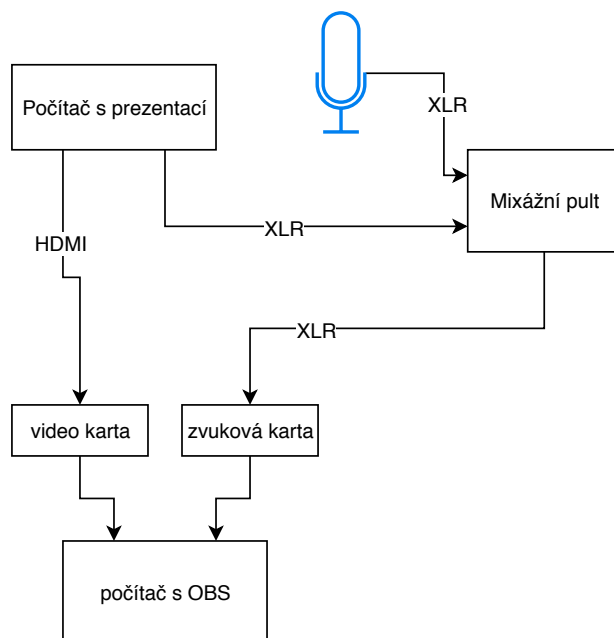 Počítač s prezentací
XLR
Mixážní pult
XLR
HDMI
XLR
video karta
zvuková karta
počítač s OBS